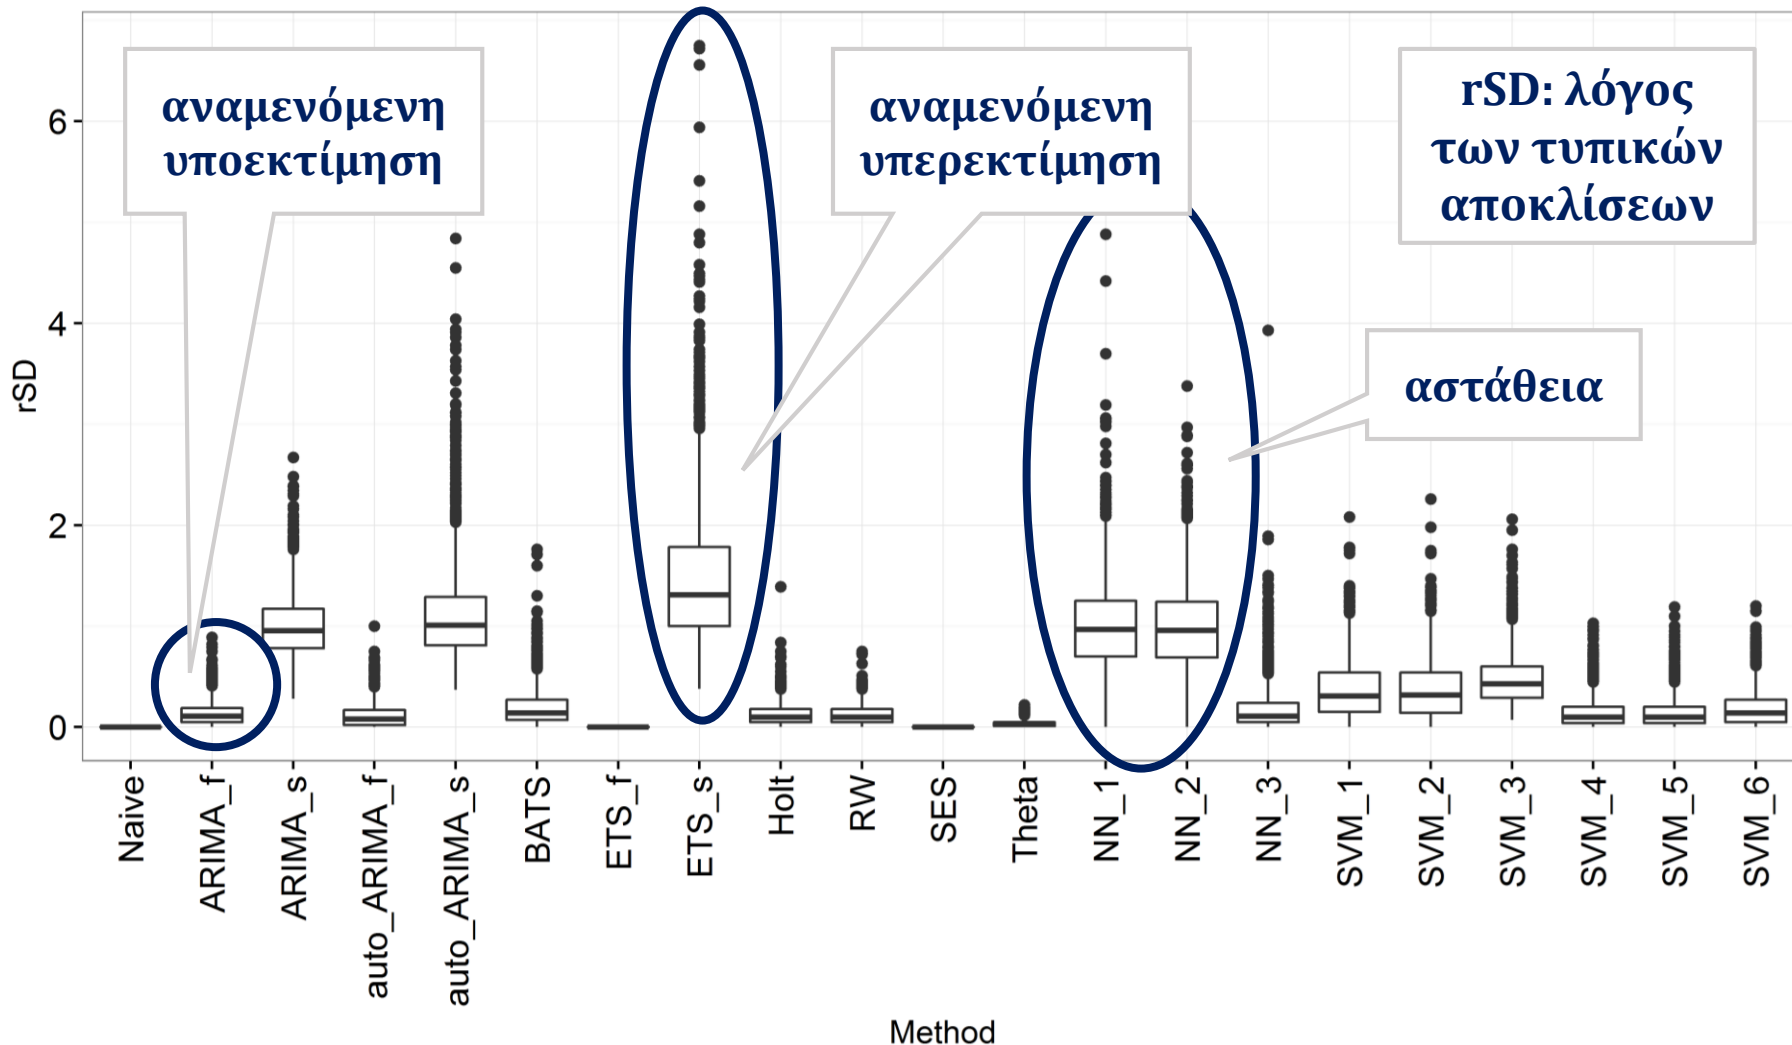 αναμενόμενη
υποεκτίμηση
αναμενόμενη
υπερεκτίμηση
rSD: λόγος
των τυπικών
αποκλίσεων
αστάθεια
rSD
6
4
2
0
Naive
ARIMA_f
ARIMA_s
auto_ARIMA_f
auto_ARIMA_s
BATS
ETS_f
ETS_s
Holt
RW
SES
Theta
NN_1
NN_2
NN_3
SVM_1
SVM_2
SVM_3
SVM_4
SVM_5
SVM_6
Method